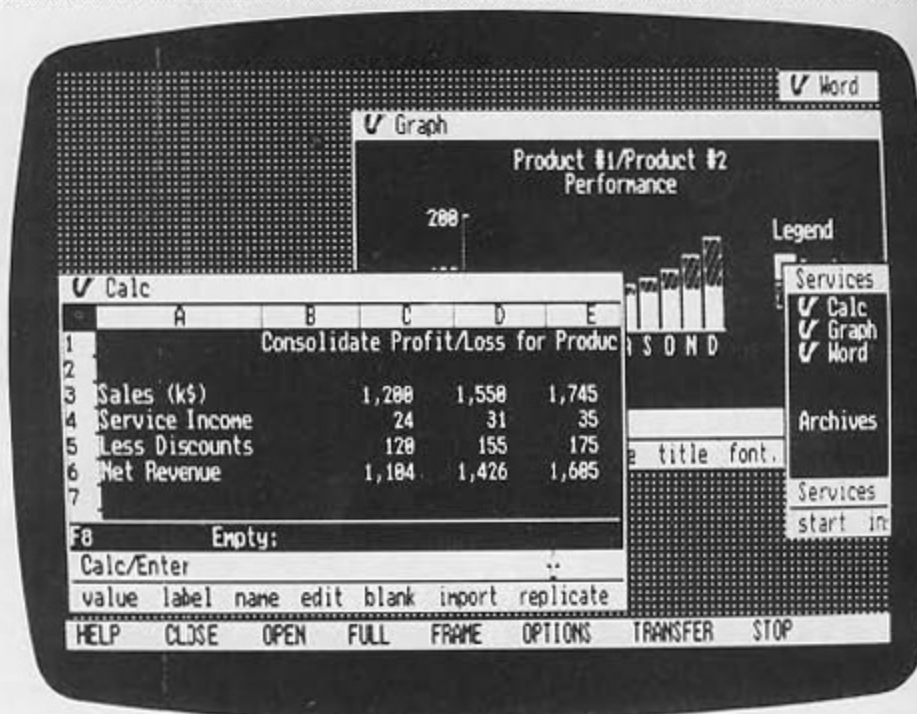 Word
Graph
Product #1/Product #2
Performance
200
Legend
Calc
A B C D E
1 Consolidate Profit/Loss for Produc
2
3 Sales (k$) 1,200 1,550 1,745
4 Service Income 24 31 35
5 Less Discounts 120 155 175
6 Net Revenue 1,104 1,426 1,605
7
F8 Empty:
Calc/Enter
value label name edit blank import replicate
S O N D
title font.
Services
Calc
Graph
Word
Archives
Services
start in
HELP CLOSE OPEN FULL FRAME OPTIONS TRANSFER STOP